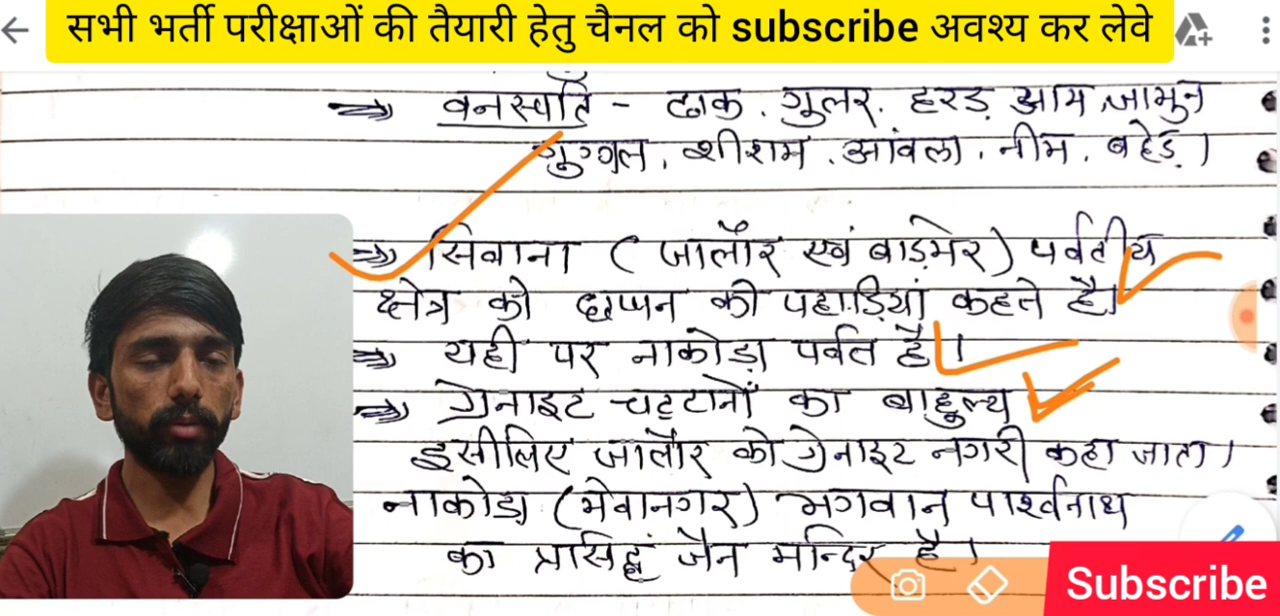 सभी भर्ती परीक्षाओं की तैयारी हेतु चैनल को subscribe अवश्य कर लेवे
⇒ वनस्पति - ढाक. गुलर. हरड़ आम, जामुन
गुग्गल, शीशम, आंवला, नीम, बहेड़।
⇒ सिवाना (जालौर एवं बाड़मेर) पर्वतीय
क्षेत्र को छप्पन की पहाड़ियां कहते है।
⇒ यही पर नाकोड़ा पर्वत है।
⇒ ग्रेनाइट चट्टानों का बाहूल्य
इसीलिए जालौर को ग्रेनाइट नगरी कहा जाता।
नाकोडा (मेवानगर) भगवान पार्श्वनाथ
का प्रसिद्ध जैन मन्दिर है।
Subscribe